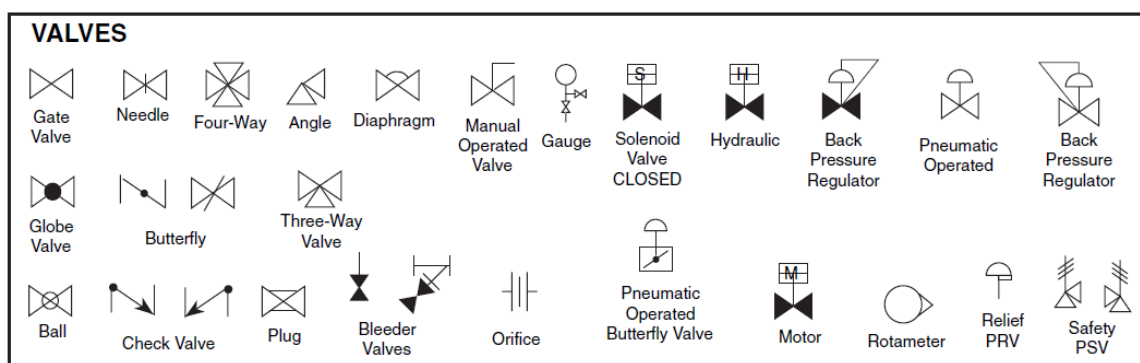 VALVES
S
H
Gate
Valve
Needle
Four-Way
Angle
Diaphragm
Manual
Operated
Valve
Gauge
Solenoid
Valve
CLOSED
Hydraulic
Back
Pressure
Regulator
Pneumatic
Operated
Back
Pressure
Regulator
Globe
Valve
Butterfly
Three-Way
Valve
M
Ball
Check Valve
Plug
Bleeder
Valves
Orifice
Pneumatic
Operated
Butterfly Valve
Motor
Rotameter
Relief
PRV
Safety
PSV